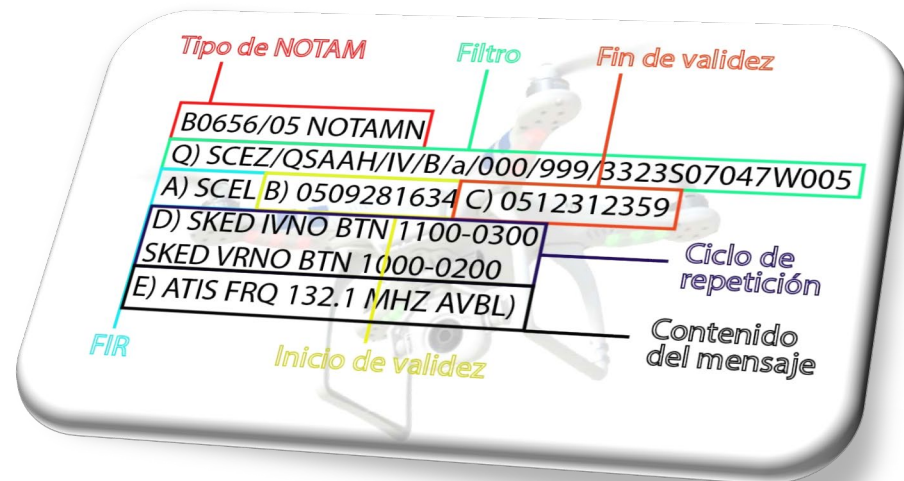 Tipo de NOTAM
Filtro
Fin de validez
B0656/05 NOTAMN
Q) SCEZ/QSAAH/IV/B/a/000/999/3323S07047W005
A) SCEL B) 0509281634 C) 0512312359
D) SKED IVNO BTN 1100-0300
SKED VRNO BTN 1000-0200
E) ATIS FRQ 132.1 MHZ AVBL)
Ciclo de
repetición
Contenido
del mensaje
FIR
Inicio de validez